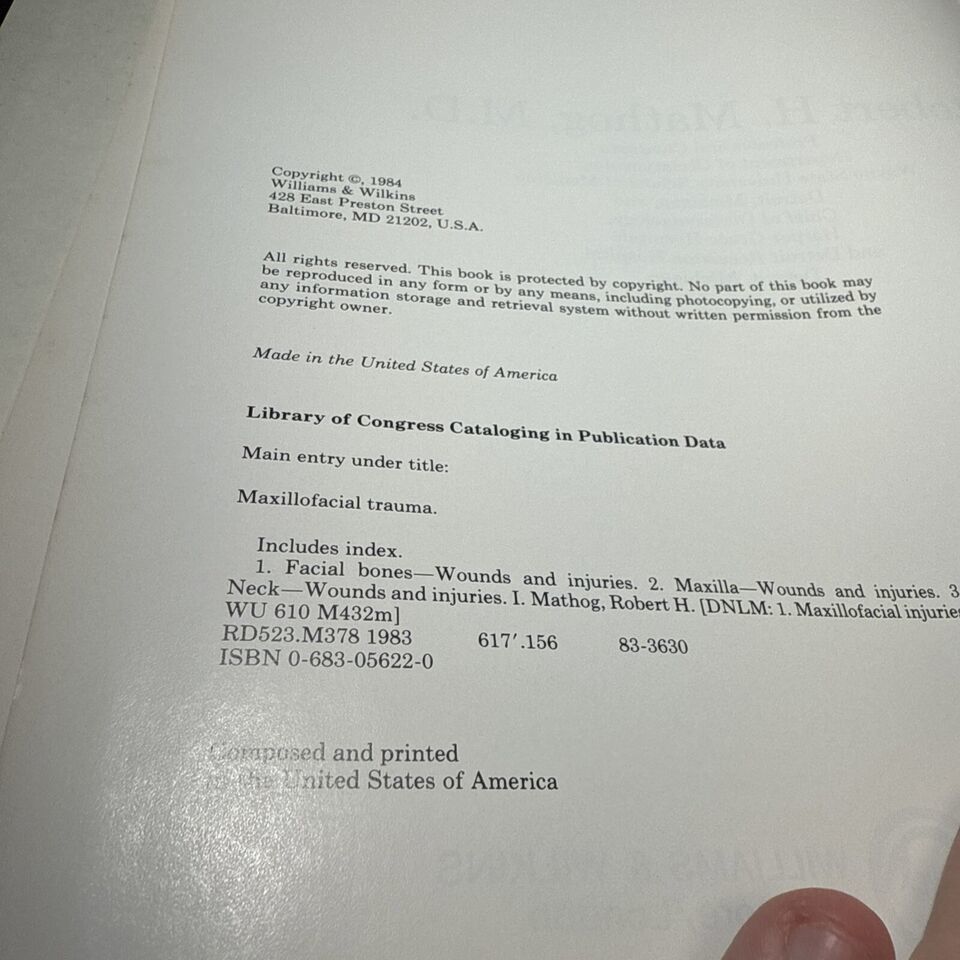 Copyright ©, 1984
Williams & Wilkins
428 East Preston Street
Baltimore, MD 21202, U.S.A.
All rights reserved. This book is protected by copyright. No part of this book may
be reproduced in any form or by any means, including photocopying, or utilized by
any information storage and retrieval system without written permission from the
copyright owner.
Made in the United States of America
Library of Congress Cataloging in Publication Data
Main entry under title:
Maxillofacial trauma.
Includes index.
1. Facial bones—Wounds and injuries. 2. Maxilla—Wounds and injuries. 3
Neck—Wounds and injuries. I. Mathog, Robert H. [DNLM: 1. Maxillofacial injurie
WU 610 M432m]
RD523.M378 1983 617′.156 83-3630
ISBN 0-683-05622-0
Composed and printed
in the United States of America